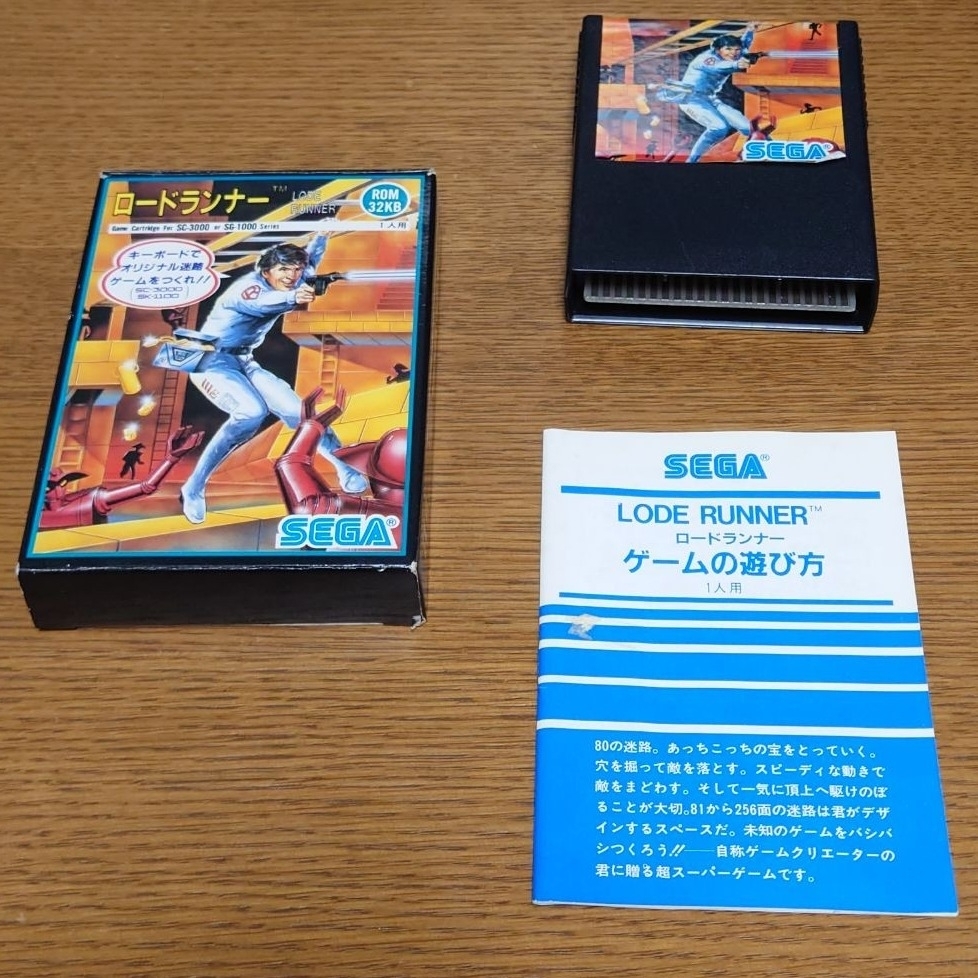 ロードランナー™ LODE RUNNER
ROM 32KB
Game Cartridge For SC-3000 or SG-1000 Series
1人用
キーボードで
オリジナル迷路
ゲームをつくれ!!
SC-3000
SK-1100
SEGA®
SEGA®
SEGA®
LODE RUNNER™
ロードランナー
ゲームの遊び方
1人用
80の迷路。あっちこっちの宝をとっていく。
穴を掘って敵を落とす。スピーディな動きで
敵をまどわす。そして一気に頂上へ駆けのぼ
ることが大切。81から256面の迷路は君がデザ
インするスペースだ。未知のゲームをバシバ
シつくろう!!──自称ゲームクリエーターの
君に贈る超スーパーゲームです。